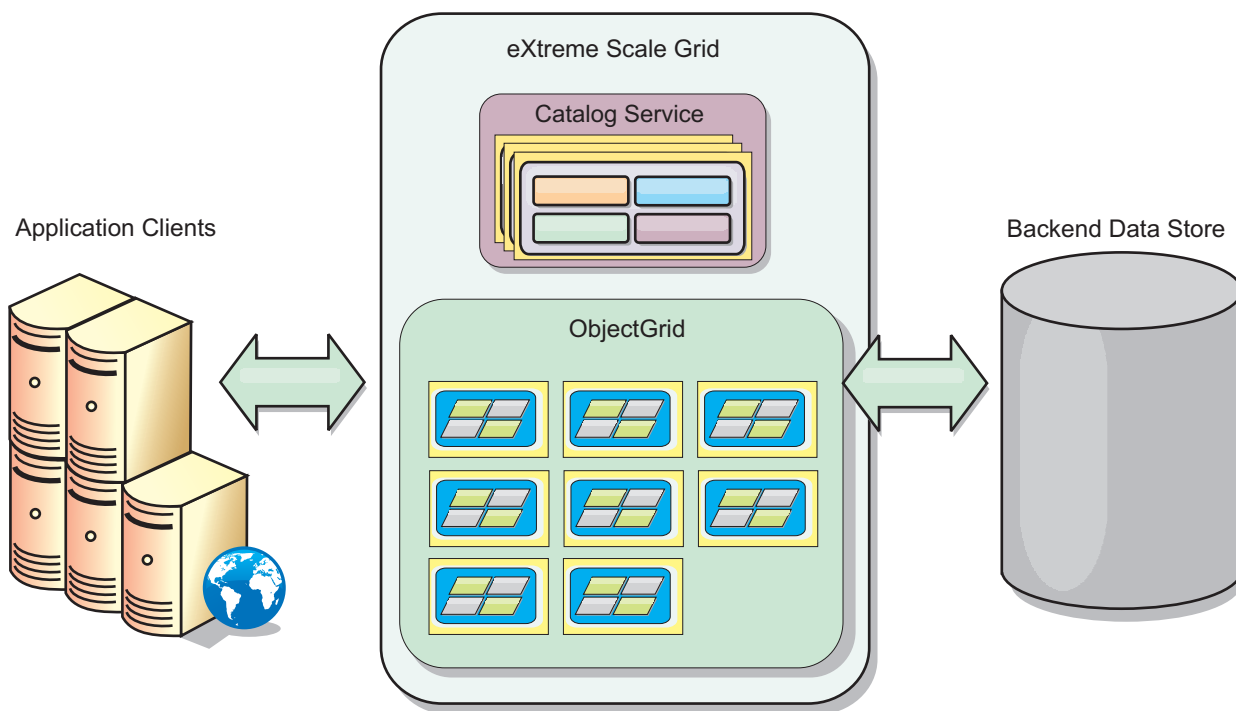 eXtreme Scale Grid
Catalog Service
Application Clients
Backend Data Store
ObjectGrid